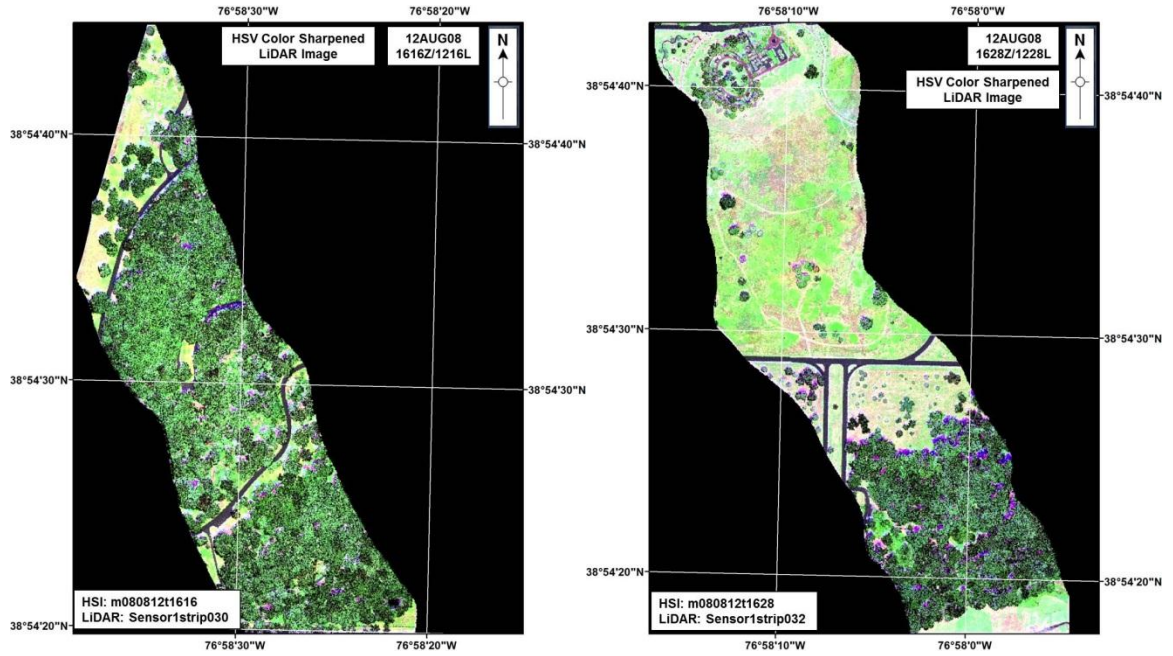 76°58'30"W
76°58'20"W
HSV Color Sharpened
LiDAR Image
12AUG08
1616Z/1216L
N
38°54'40"N
38°54'40"N
38°54'30"N
38°54'30"N
HSI: m080812t1616
LiDAR: Sensor1strip030
38°54'20"N
76°58'30"W
76°58'20"W
76°58'10"W
76°58'0"W
12AUG08
1628Z/1228L
N
HSV Color Sharpened
LiDAR Image
38°54'40"N
38°54'40"N
38°54'30"N
38°54'30"N
38°54'20"N
38°54'20"N
HSI: m080812t1628
LiDAR: Sensor1strip032
76°58'10"W
76°58'0"W